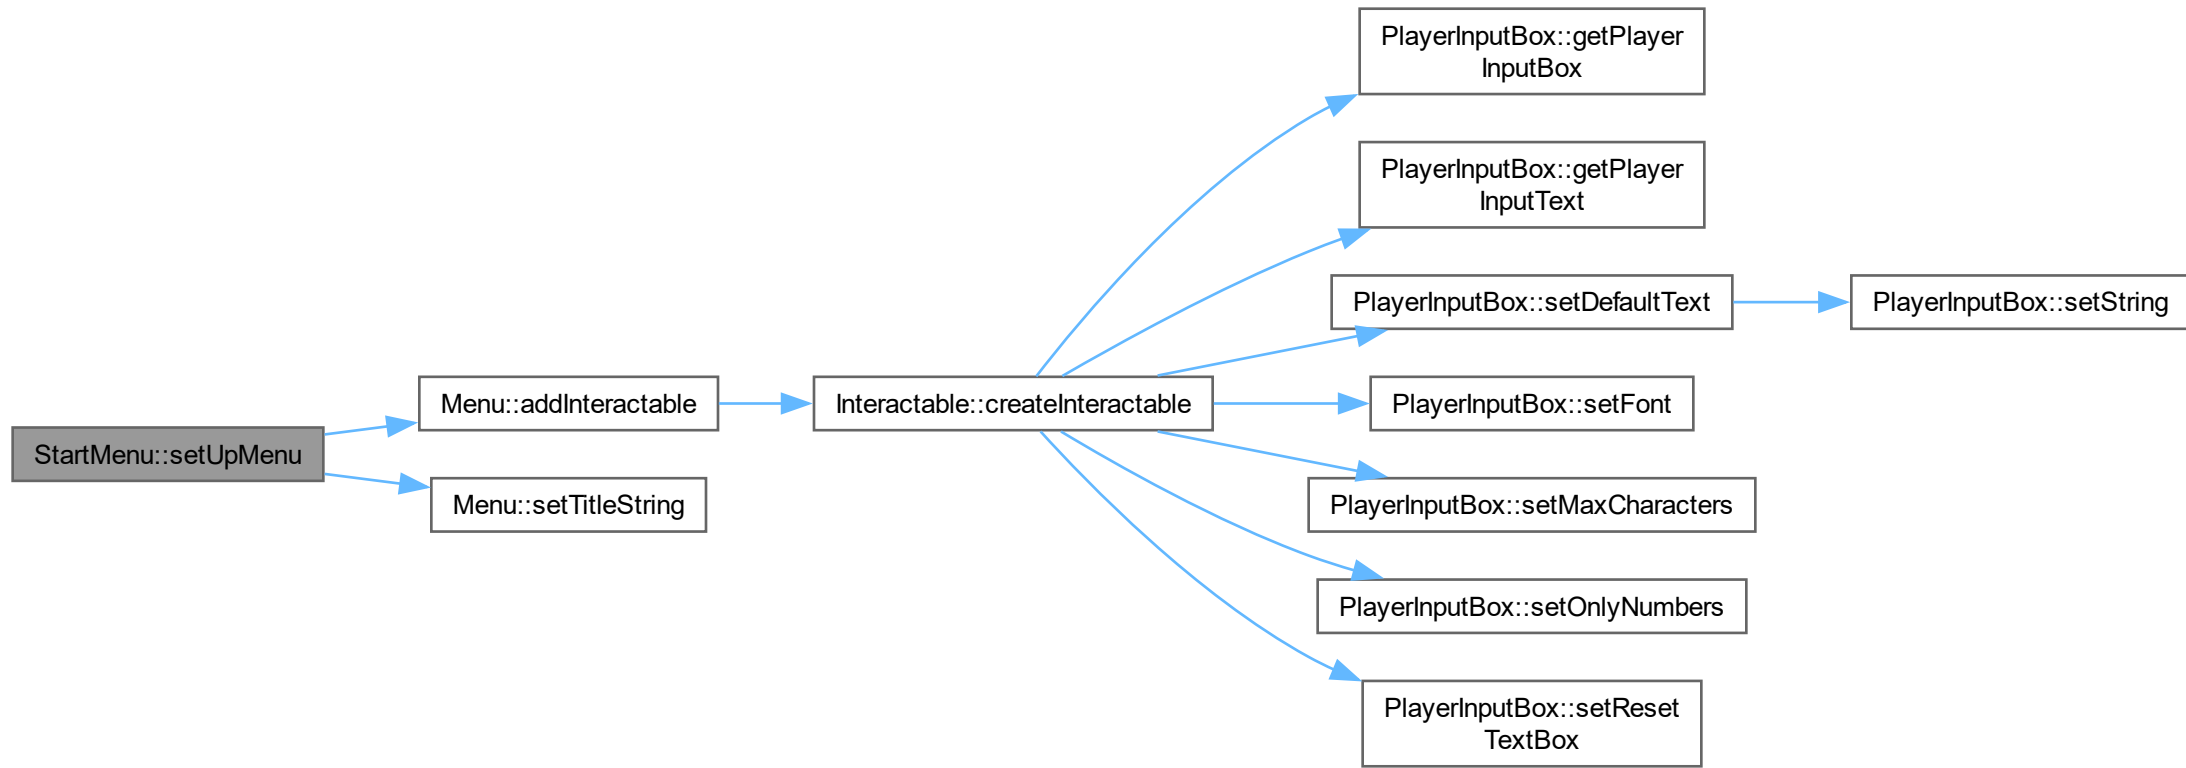 PlayerInputBox::getPlayer
InputBox
PlayerInputBox::getPlayer
InputText
PlayerInputBox::setDefaultText
PlayerInputBox::setString
Menu::addInteractable
Interactable::createInteractable
PlayerInputBox::setFont
StartMenu::setUpMenu
Menu::setTitleString
PlayerInputBox::setMaxCharacters
PlayerInputBox::setOnlyNumbers
PlayerInputBox::setReset
TextBox